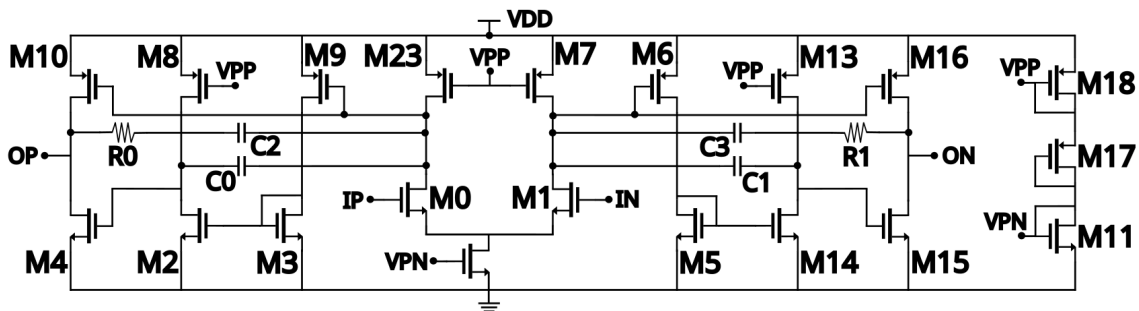 VDD
M10 M8 M9 M23 VPP M7 M6 M13 M16
VPP VPP VPP M18
R0 C2 C3 R1
OP C0 C1 ON M17
IP M0 M1 IN
VPN
M4 M2 M3 VPN M5 M14 M15 M11